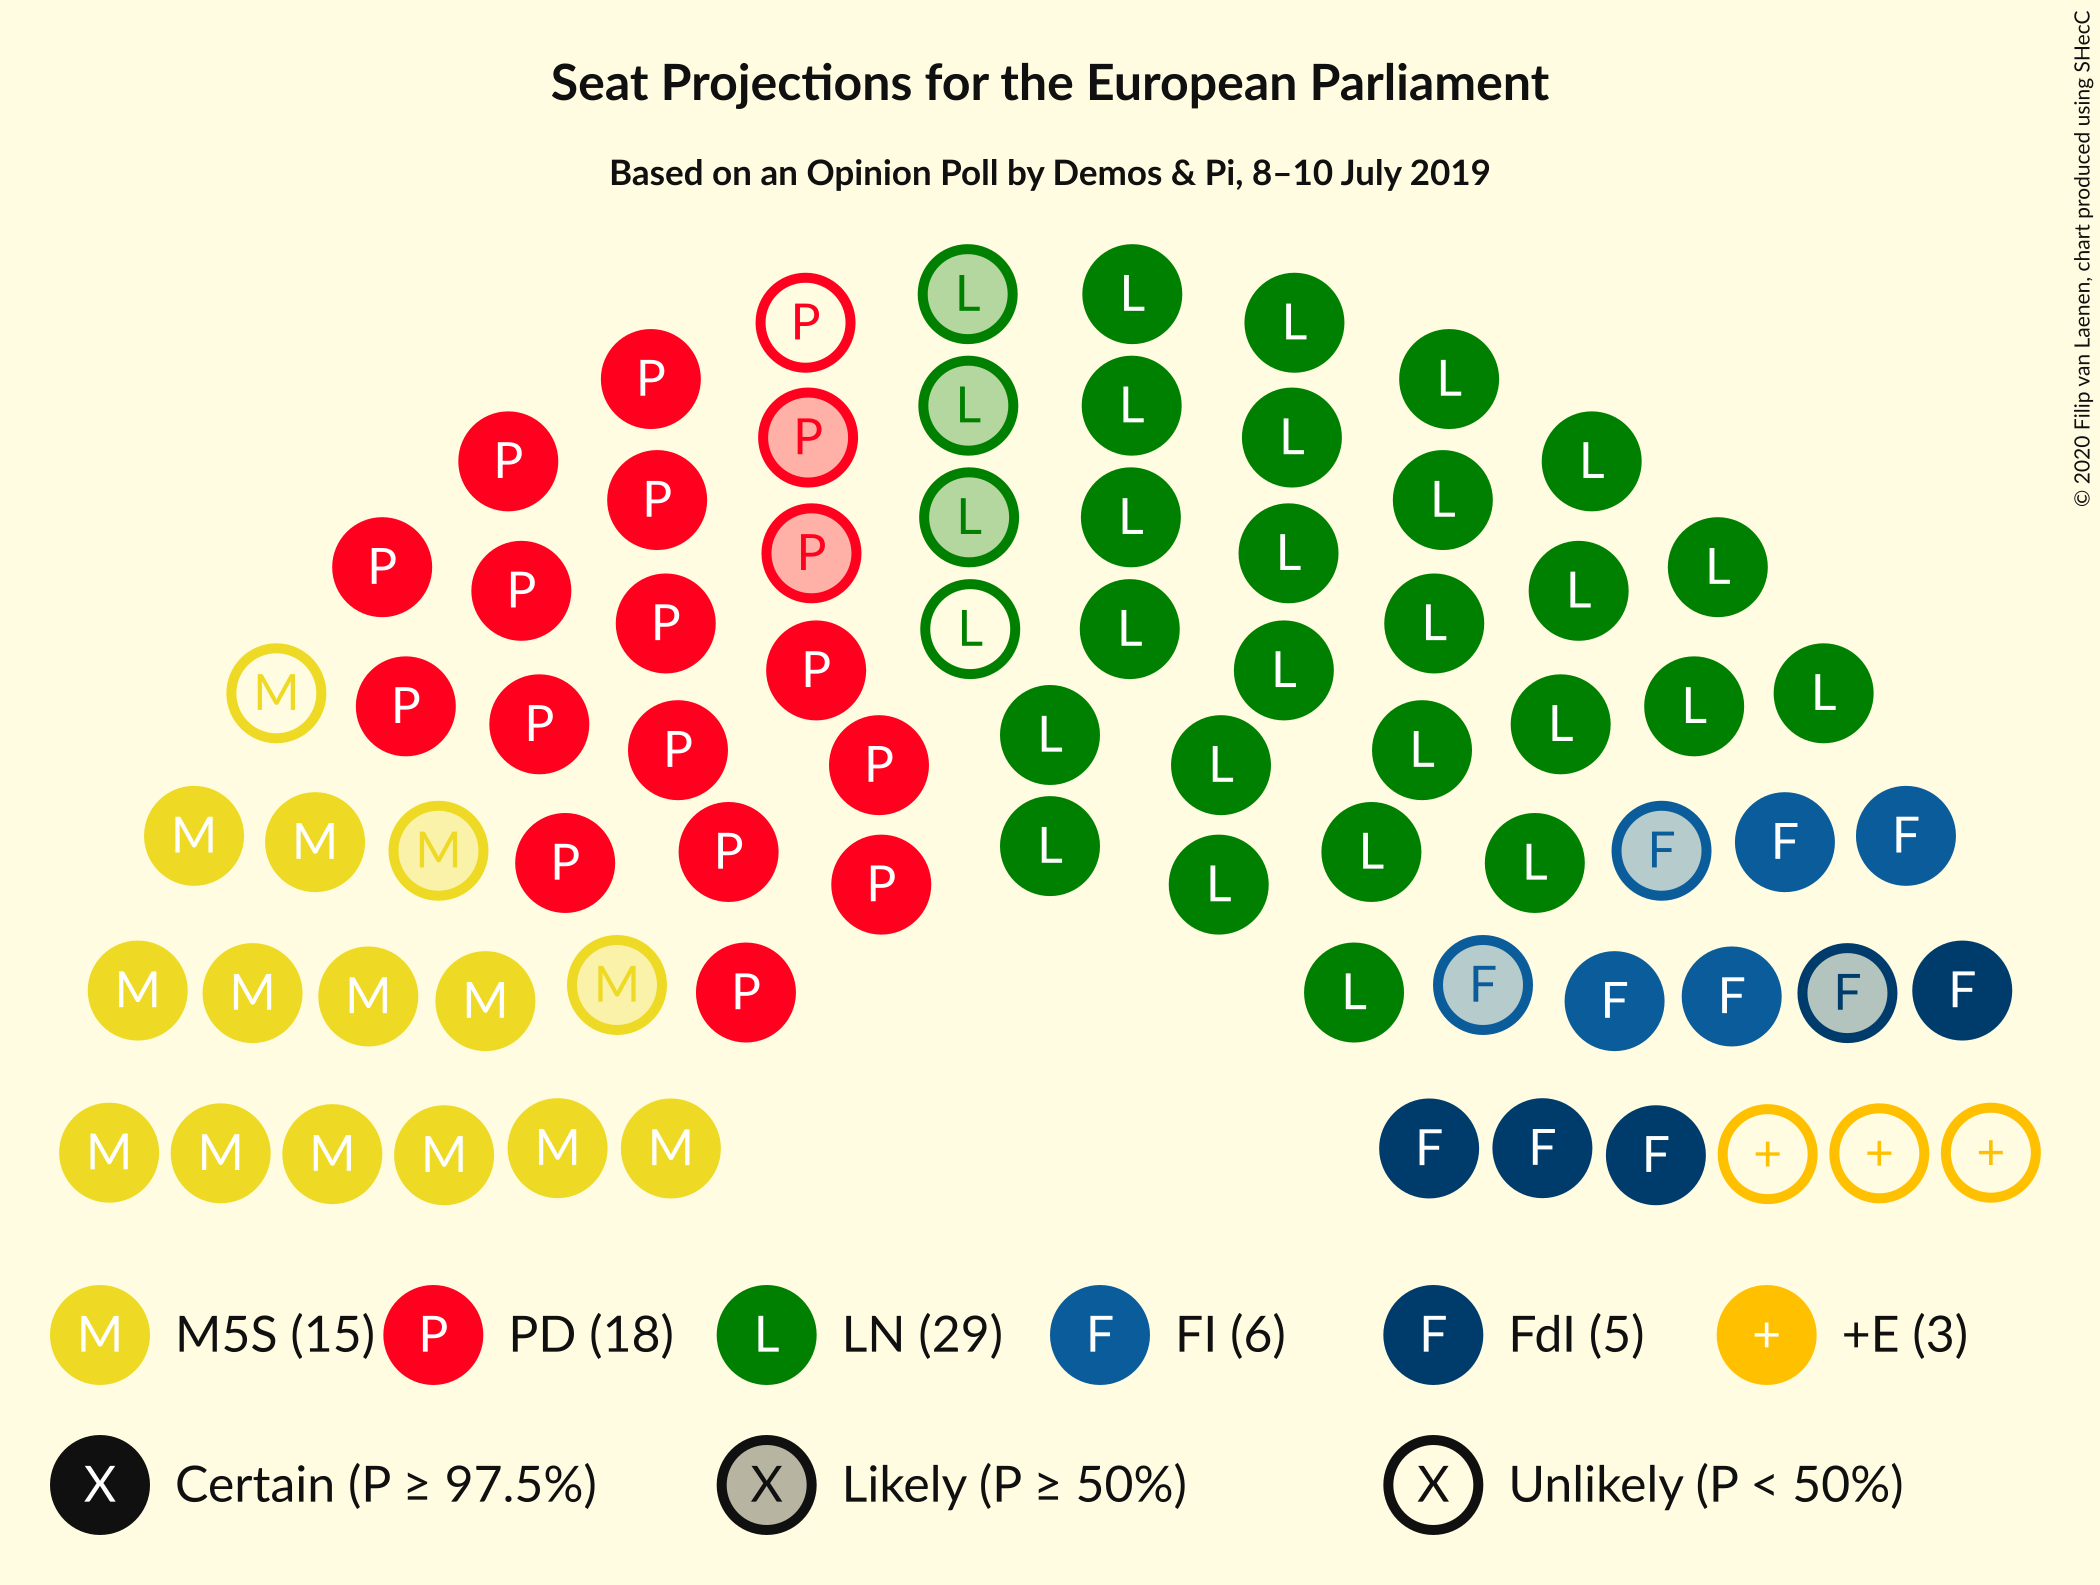 Seat Projections for the European Parliament
Based on an Opinion Poll by Demos & Pi, 8–10 July 2019
© 2020 Filip van Laenen, chart produced using SHecC
L L
P L L
P L
L L
P L
P L
P L
L L
P L
P L
P L
P L
P L
L L
P L
M P P P P L L L L L L
P L L L
M M M P P P L L L L F F F
M M M M M P L F F F F F
M M M M M M F F F + + +
M M5S (15) P PD (18) L LN (29) F FI (6) F FdI (5) + +E (3)
X Certain (P ≥ 97.5%) X Likely (P ≥ 50%) X Unlikely (P < 50%)